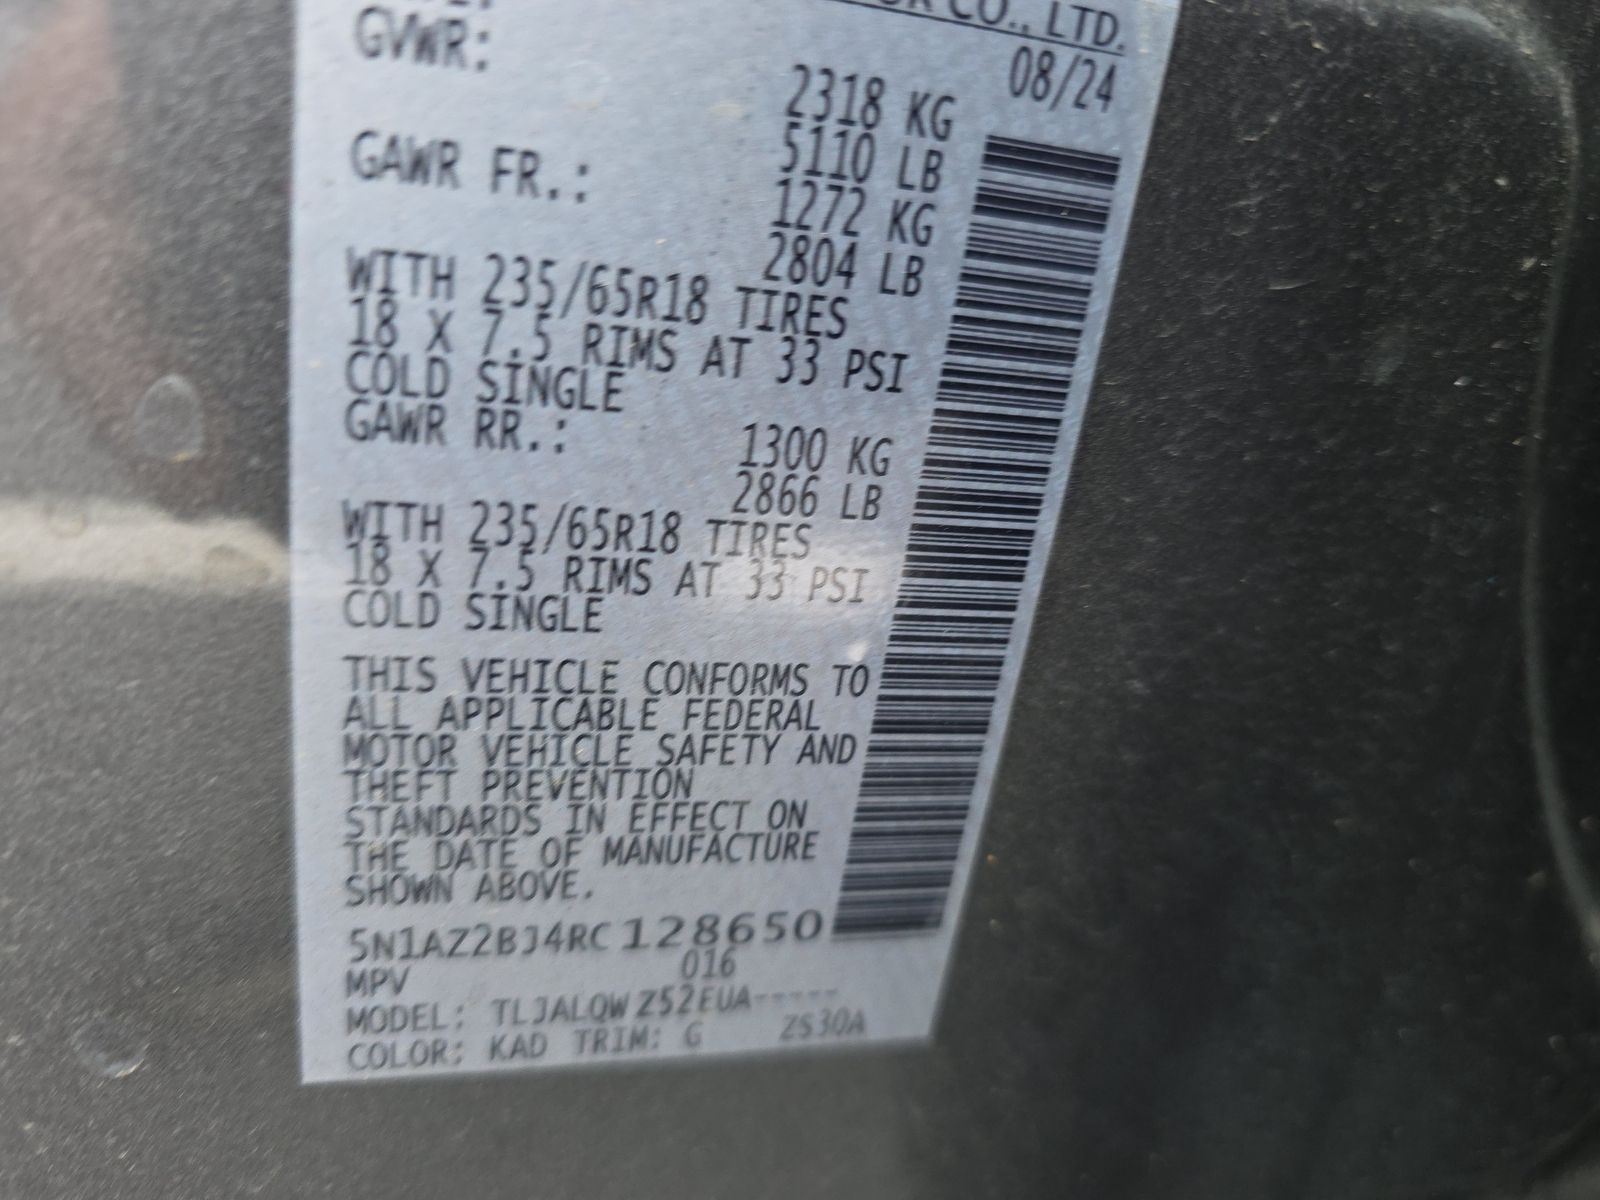 CO., LTD.
08/24
GVWR: 2318 KG
5110 LB
GAWR FR.: 1272 KG
2804 LB
WITH 235/65R18 TIRES
18 X 7.5 RIMS AT 33 PSI
COLD SINGLE
GAWR RR.: 1300 KG
2866 LB
WITH 235/65R18 TIRES
18 X 7.5 RIMS AT 33 PSI
COLD SINGLE
THIS VEHICLE CONFORMS TO
ALL APPLICABLE FEDERAL
MOTOR VEHICLE SAFETY AND
THEFT PREVENTION
STANDARDS IN EFFECT ON
THE DATE OF MANUFACTURE
SHOWN ABOVE.
5N1AZ2BJ4RC128650
MPV 016
MODEL: TLJALQW Z52EUA-----
COLOR: KAD TRIM: G ZS30A